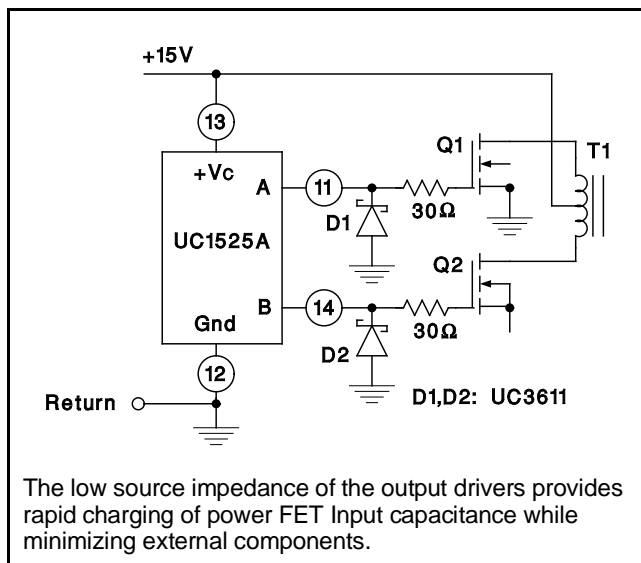 +15V
13
Q1
T1
+Vc
A
11
30Ω
D1
UC1525A
Q2
B
14
Gnd
30Ω
D2
12
D1,D2: UC3611
Return
The low source impedance of the output drivers provides
rapid charging of power FET Input capacitance while
minimizing external components.